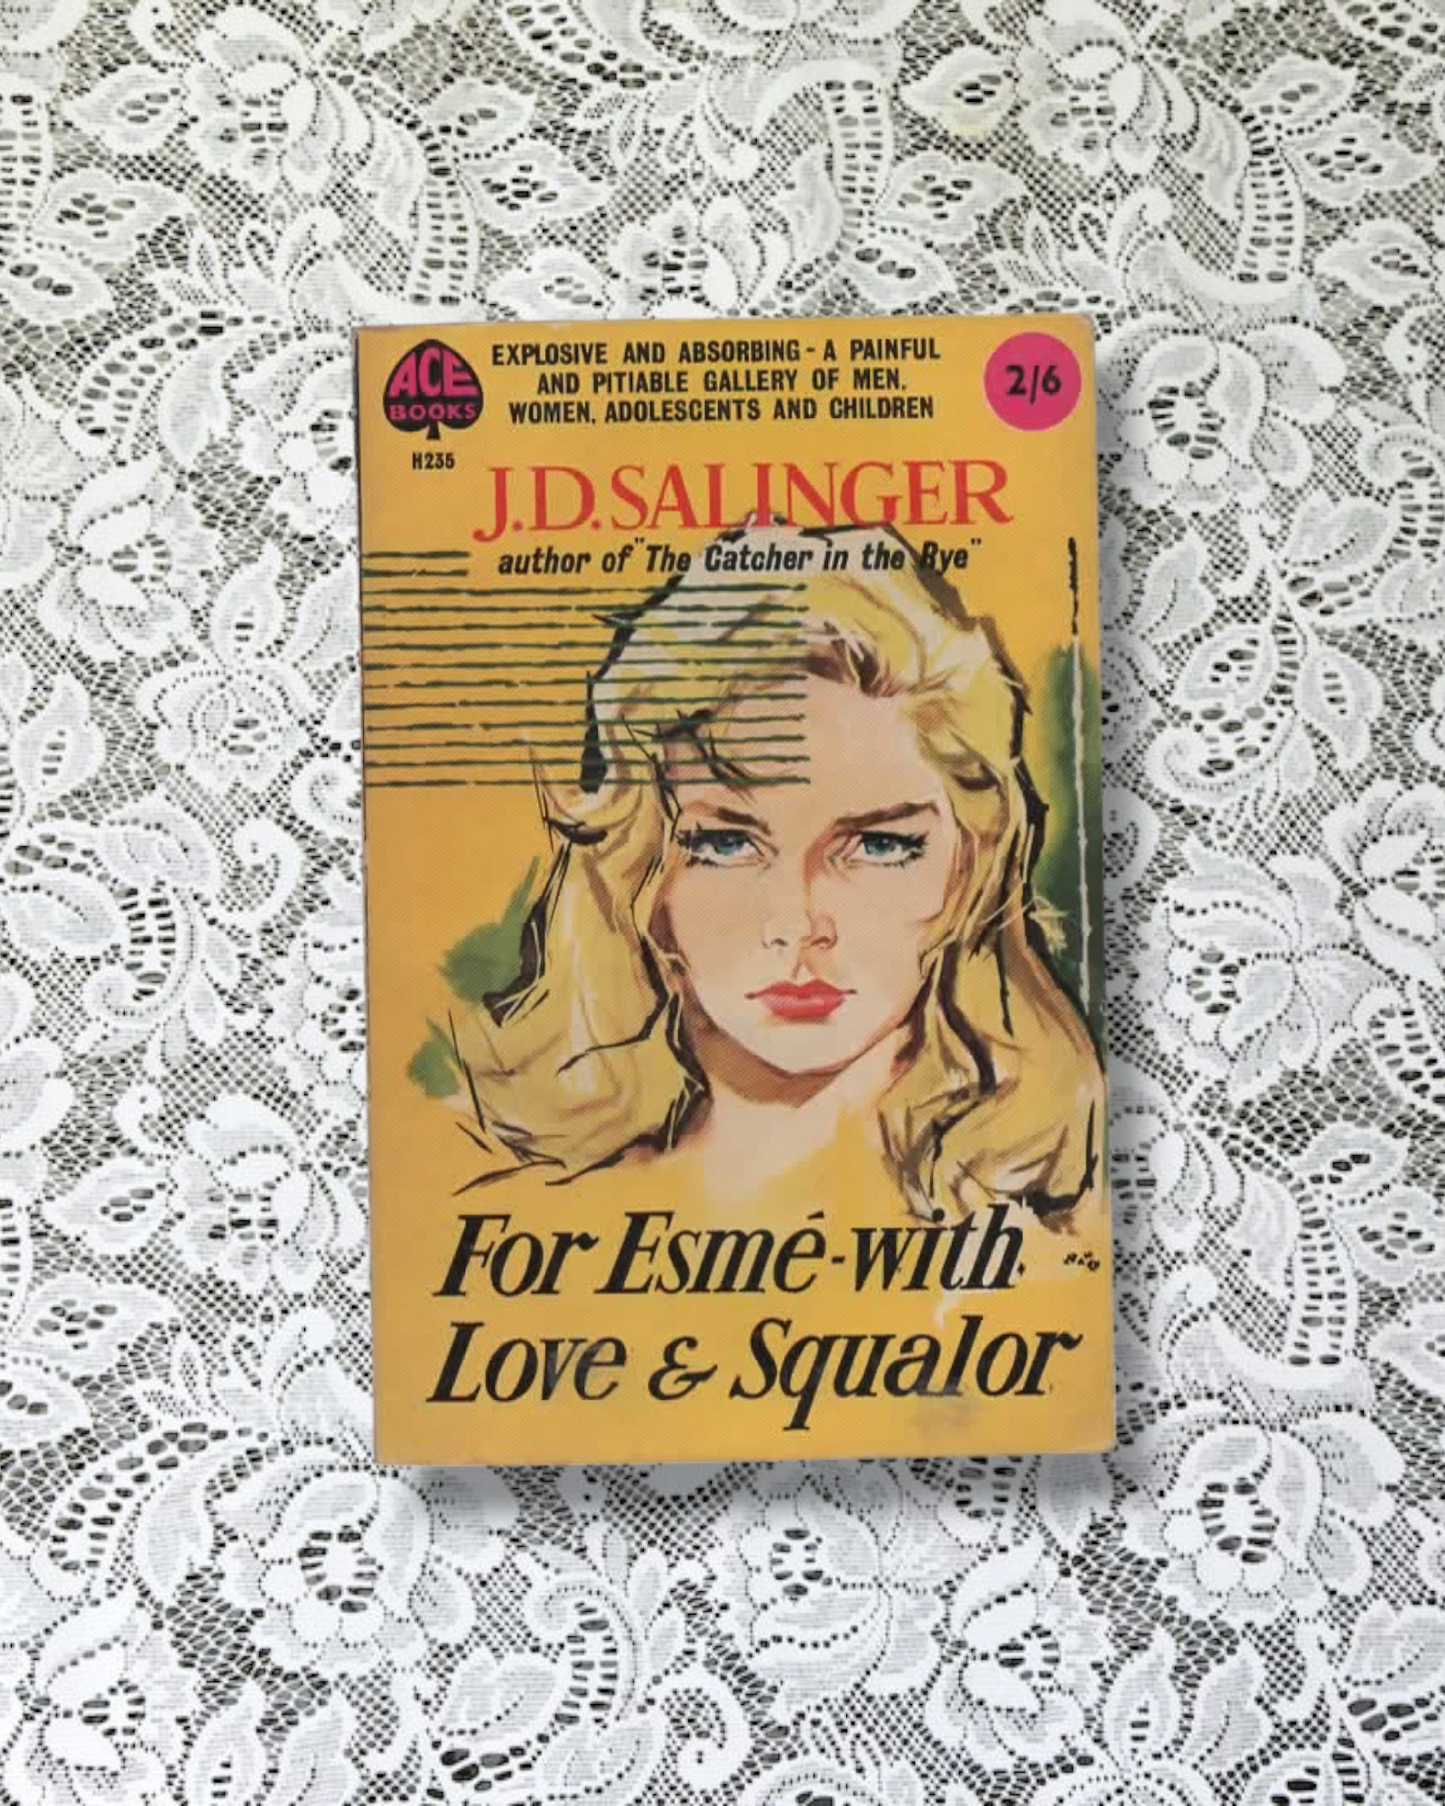 ACE
BOOKS
H235
EXPLOSIVE AND ABSORBING - A PAINFUL
AND PITIABLE GALLERY OF MEN,
WOMEN, ADOLESCENTS AND CHILDREN
2/6
J.D. SALINGER
author of "The Catcher in the Rye"
For Esmé-with
Love & Squalor